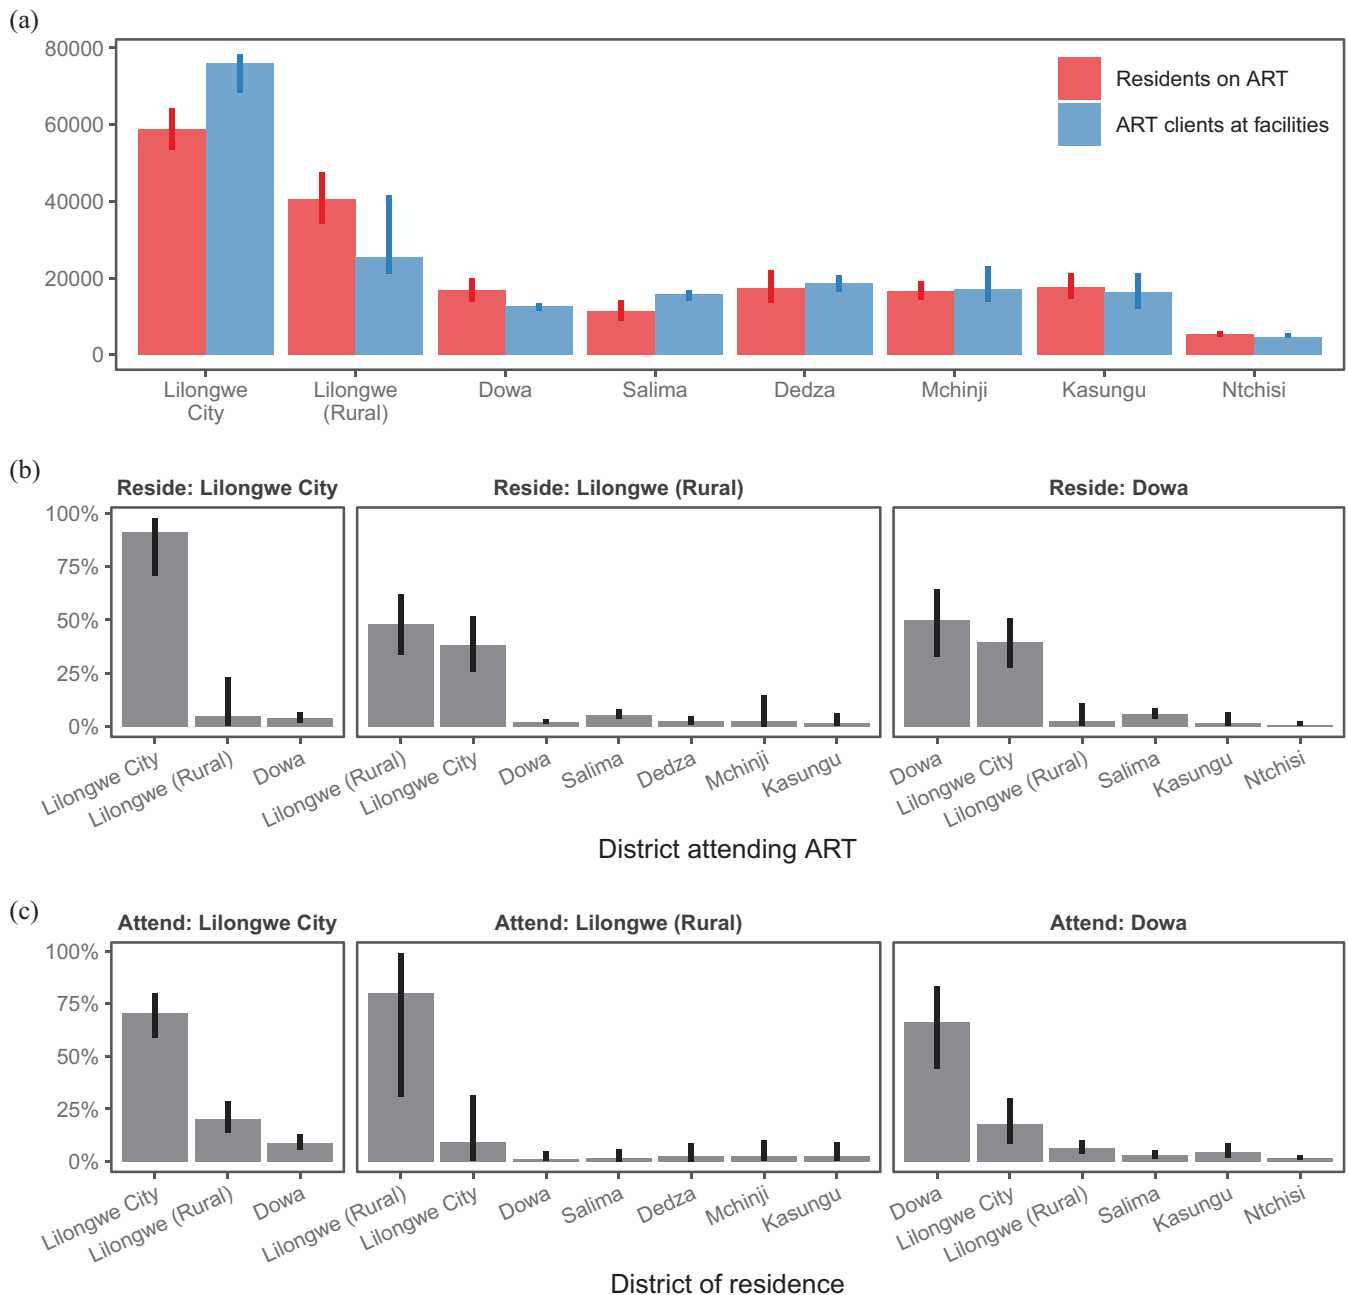 (a)
80000
60000
40000
20000
0
Residents on ART
ART clients at facilities
Lilongwe City
Lilongwe (Rural)
Dowa
Salima
Dedza
Mchinji
Kasungu
Ntchisi
(b)
Reside: Lilongwe City
Reside: Lilongwe (Rural)
Reside: Dowa
100%
75%
50%
25%
0%
Lilongwe City
Lilongwe (Rural)
Dowa
Lilongwe (Rural)
Lilongwe City
Dowa
Salima
Dedza
Mchinji
Kasungu
Dowa
Lilongwe City
Lilongwe (Rural)
Salima
Kasungu
Ntchisi
District attending ART
(c)
Attend: Lilongwe City
Attend: Lilongwe (Rural)
Attend: Dowa
100%
75%
50%
25%
0%
Lilongwe City
Lilongwe (Rural)
Dowa
Lilongwe (Rural)
Lilongwe City
Dowa
Salima
Dedza
Mchinji
Kasungu
Dowa
Lilongwe City
Lilongwe (Rural)
Salima
Kasungu
Ntchisi
District of residence